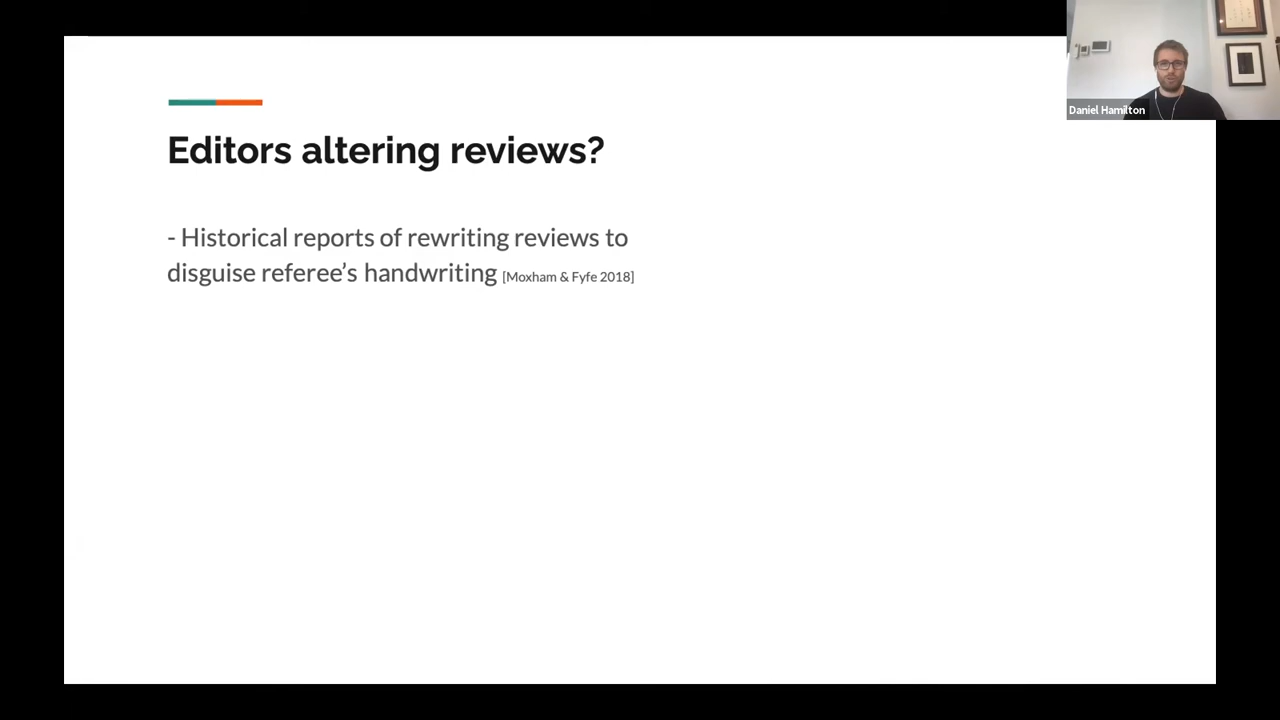 Daniel Hamilton
Editors altering reviews?
- Historical reports of rewriting reviews to
disguise referee’s handwriting [Moxham & Fyfe 2018]